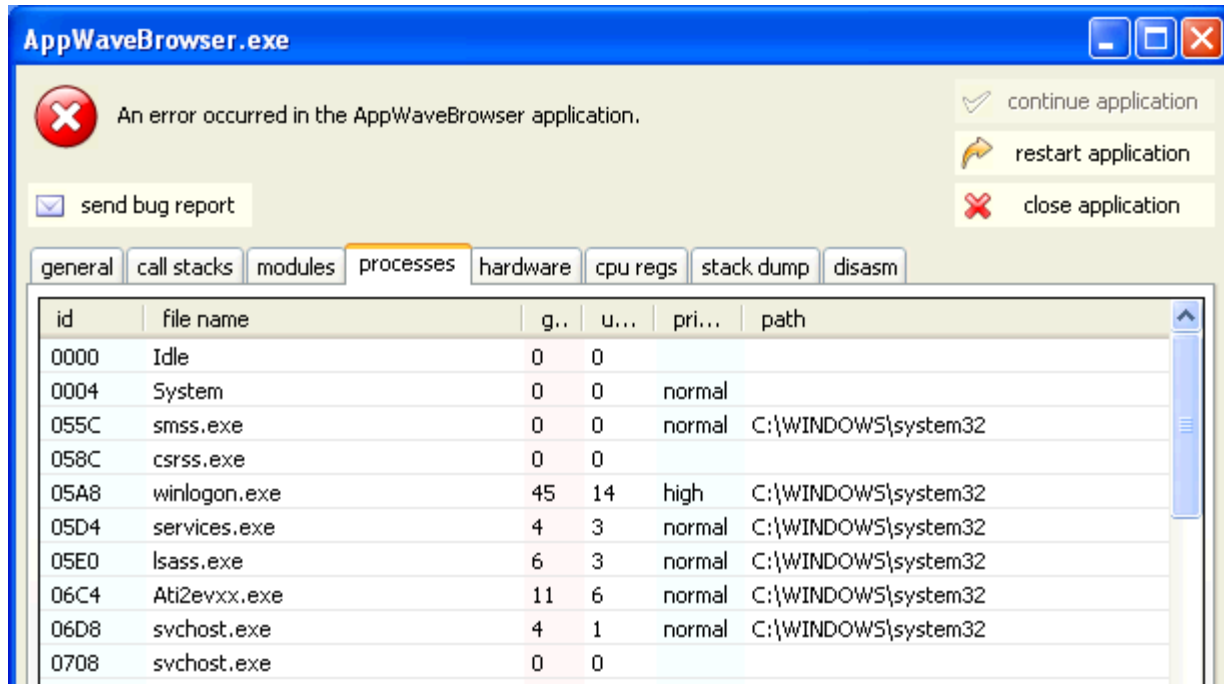 AppWaveBrowser.exe
An error occurred in the AppWaveBrowser application.
continue application
restart application
send bug report
close application
general call stacks modules processes hardware cpu regs stack dump disasm
id file name g.. u... pri... path
0000 Idle 0 0
0004 System 0 0 normal
055C smss.exe 0 0 normal C:\WINDOWS\system32
058C csrss.exe 0 0
05A8 winlogon.exe 45 14 high C:\WINDOWS\system32
05D4 services.exe 4 3 normal C:\WINDOWS\system32
05E0 lsass.exe 6 3 normal C:\WINDOWS\system32
06C4 Ati2evxx.exe 11 6 normal C:\WINDOWS\system32
06D8 svchost.exe 4 1 normal C:\WINDOWS\system32
0708 svchost.exe 0 0